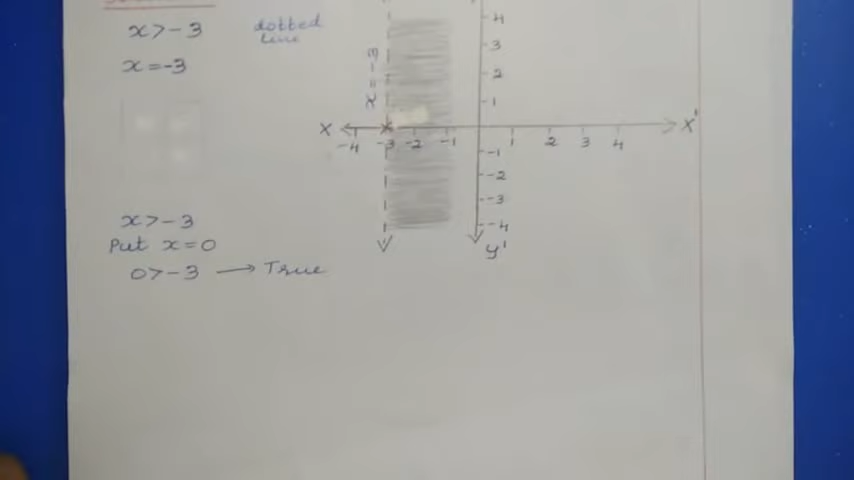 x > -3 dotted
line
x = -3
x = -3
4
3
2
1
X X'
-4 -3 -2 -1 1 2 3 4
-1
-2
-3
-4
y'
x > -3
Put x = 0
0 > -3 → True